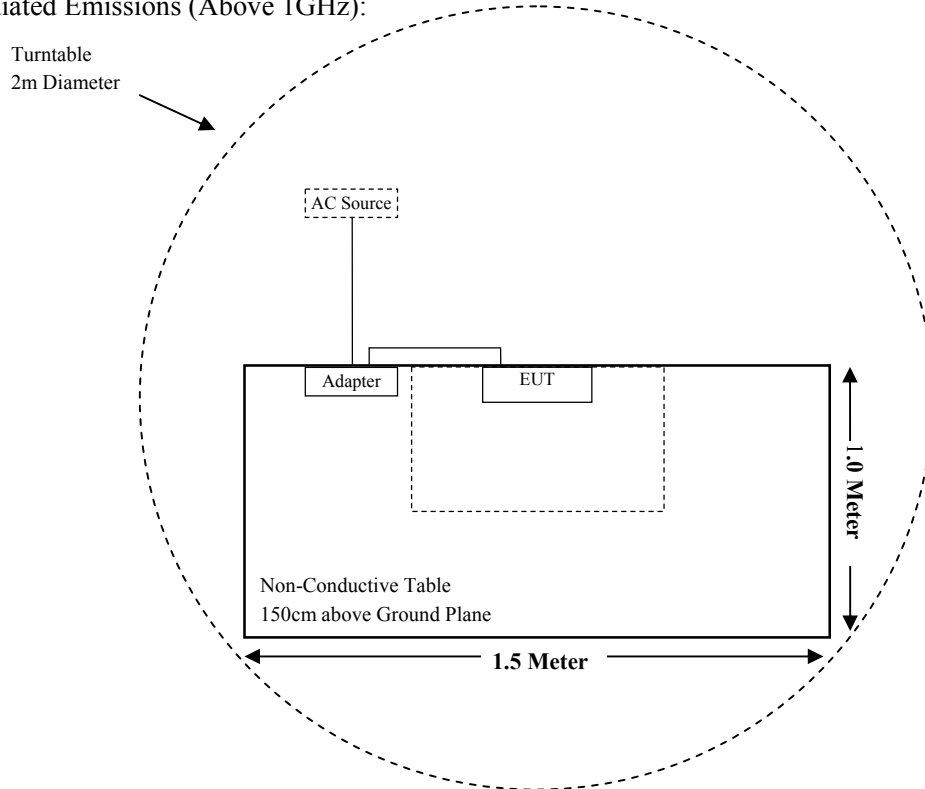 iated Emissions (Above 1GHz):
Turntable
2m Diameter
AC Source
Adapter
EUT
1.0 Meter
Non-Conductive Table
150cm above Ground Plane
1.5 Meter